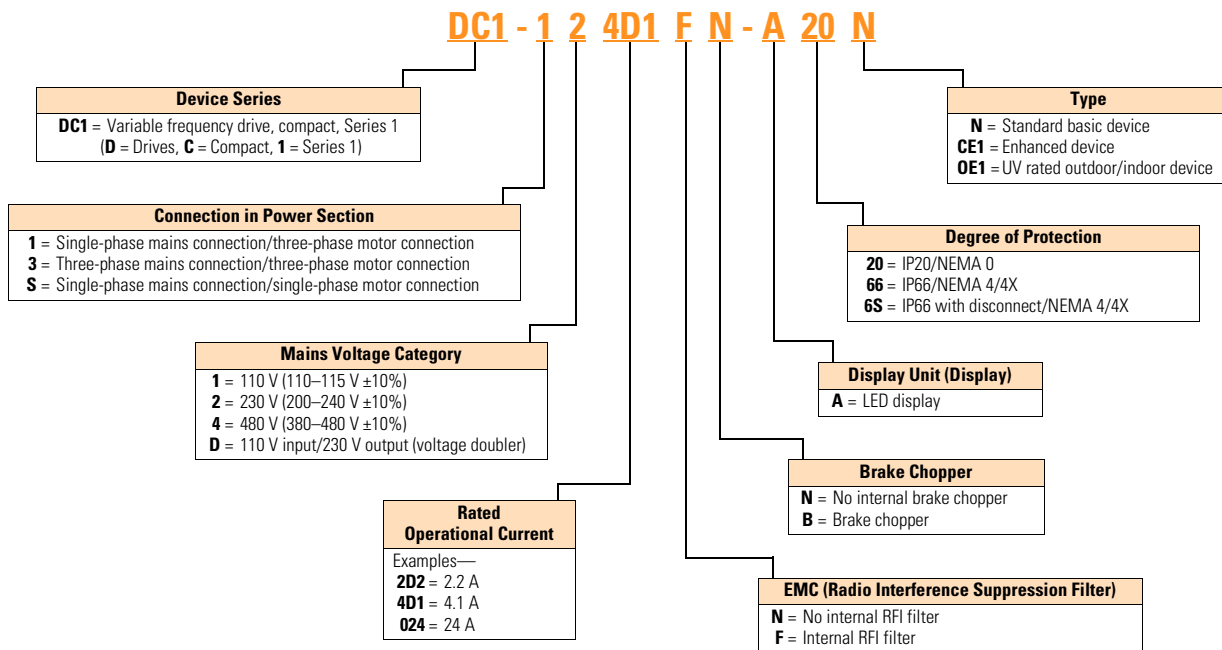 DC1 - 1 2 4D1 F N - A 20 N
Device Series
DC1 = Variable frequency drive, compact, Series 1
(D = Drives, C = Compact, 1 = Series 1)
Type
N = Standard basic device
CE1 = Enhanced device
OE1 = UV rated outdoor/indoor device
Connection in Power Section
1 = Single-phase mains connection/three-phase motor connection
3 = Three-phase mains connection/three-phase motor connection
S = Single-phase mains connection/single-phase motor connection
Degree of Protection
20 = IP20/NEMA 0
66 = IP66/NEMA 4/4X
6S = IP66 with disconnect/NEMA 4/4X
Mains Voltage Category
1 = 110 V (110–115 V ±10%)
2 = 230 V (200–240 V ±10%)
4 = 480 V (380–480 V ±10%)
D = 110 V input/230 V output (voltage doubler)
Display Unit (Display)
A = LED display
Brake Chopper
N = No internal brake chopper
B = Brake chopper
Rated
Operational Current
Examples—
2D2 = 2.2 A
4D1 = 4.1 A
024 = 24 A
EMC (Radio Interference Suppression Filter)
N = No internal RFI filter
F = Internal RFI filter